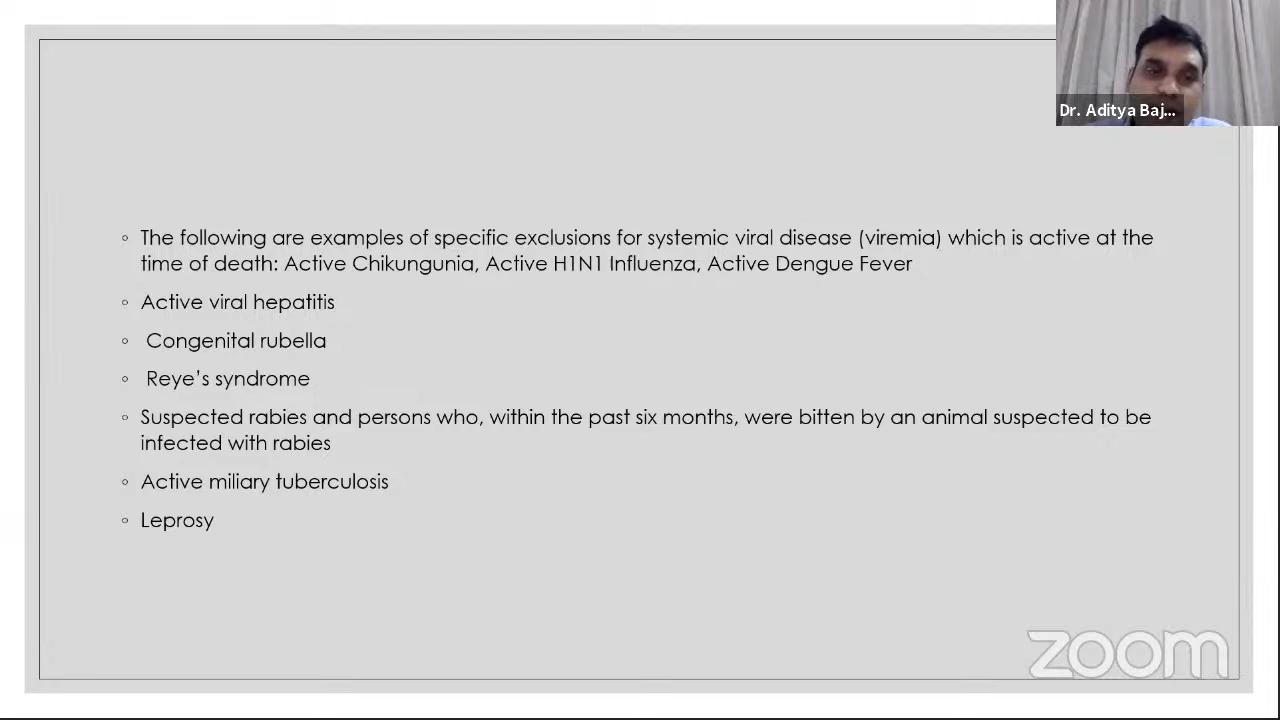 Dr. Aditya Baj...
◦ The following are examples of specific exclusions for systemic viral disease (viremia) which is active at the
time of death: Active Chikungunia, Active H1N1 Influenza, Active Dengue Fever
◦ Active viral hepatitis
◦ Congenital rubella
◦ Reye’s syndrome
◦ Suspected rabies and persons who, within the past six months, were bitten by an animal suspected to be
infected with rabies
◦ Active miliary tuberculosis
◦ Leprosy
zoom